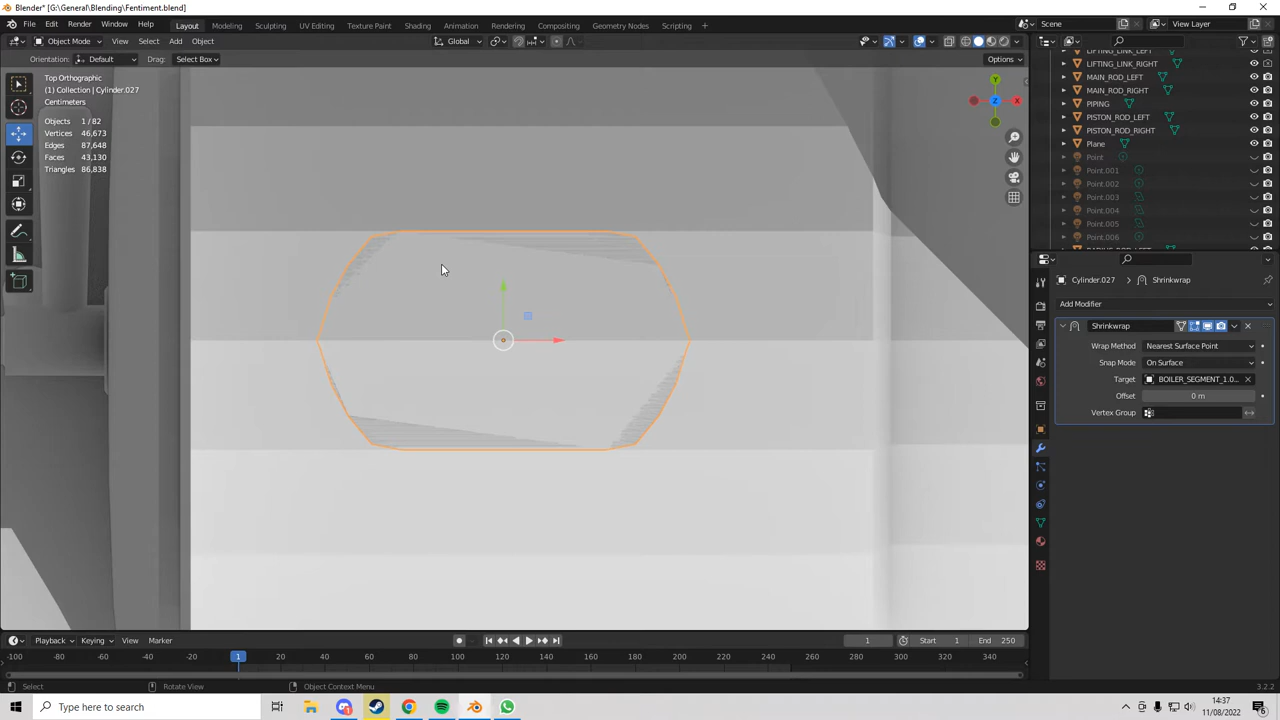 Blender* [G:\General\Blending\Fentiment.blend]
File Edit Render Window Help Layout Modeling Sculpting UV Editing Texture Paint Shading Animation Rendering Compositing Geometry Nodes Scripting + Scene View Layer
Object Mode View Select Add Object Global
Orientation: Default Drag: Select Box Options
Top Orthographic
(1) Collection | Cylinder.027
Centimeters
Objects 1 / 82
Vertices 46,673
Edges 87,648
Faces 43,130
Triangles 86,838
Y
Z X
LIFTING_LINK_LEFT
LIFTING_LINK_RIGHT
MAIN_ROD_LEFT
MAIN_ROD_RIGHT
PIPING
PISTON_ROD_LEFT
PISTON_ROD_RIGHT
Plane
Point
Point.001
Point.002
Point.003
Point.004
Point.005
Point.006
Cylinder.027 > Shrinkwrap
Add Modifier
Shrinkwrap
Wrap Method Nearest Surface Point
Snap Mode On Surface
Target BOILER_SEGMENT_1.0...
Offset 0 m
Vertex Group
Playback Keying View Marker 1 Start 1 End 250
-100 -80 -60 -40 -20 1 20 40 60 80 100 120 140 160 180 200 220 240 260 280 300 320 340
Select Rotate View Object Context Menu 3.2.2
Type here to search
14:37
11/08/2022